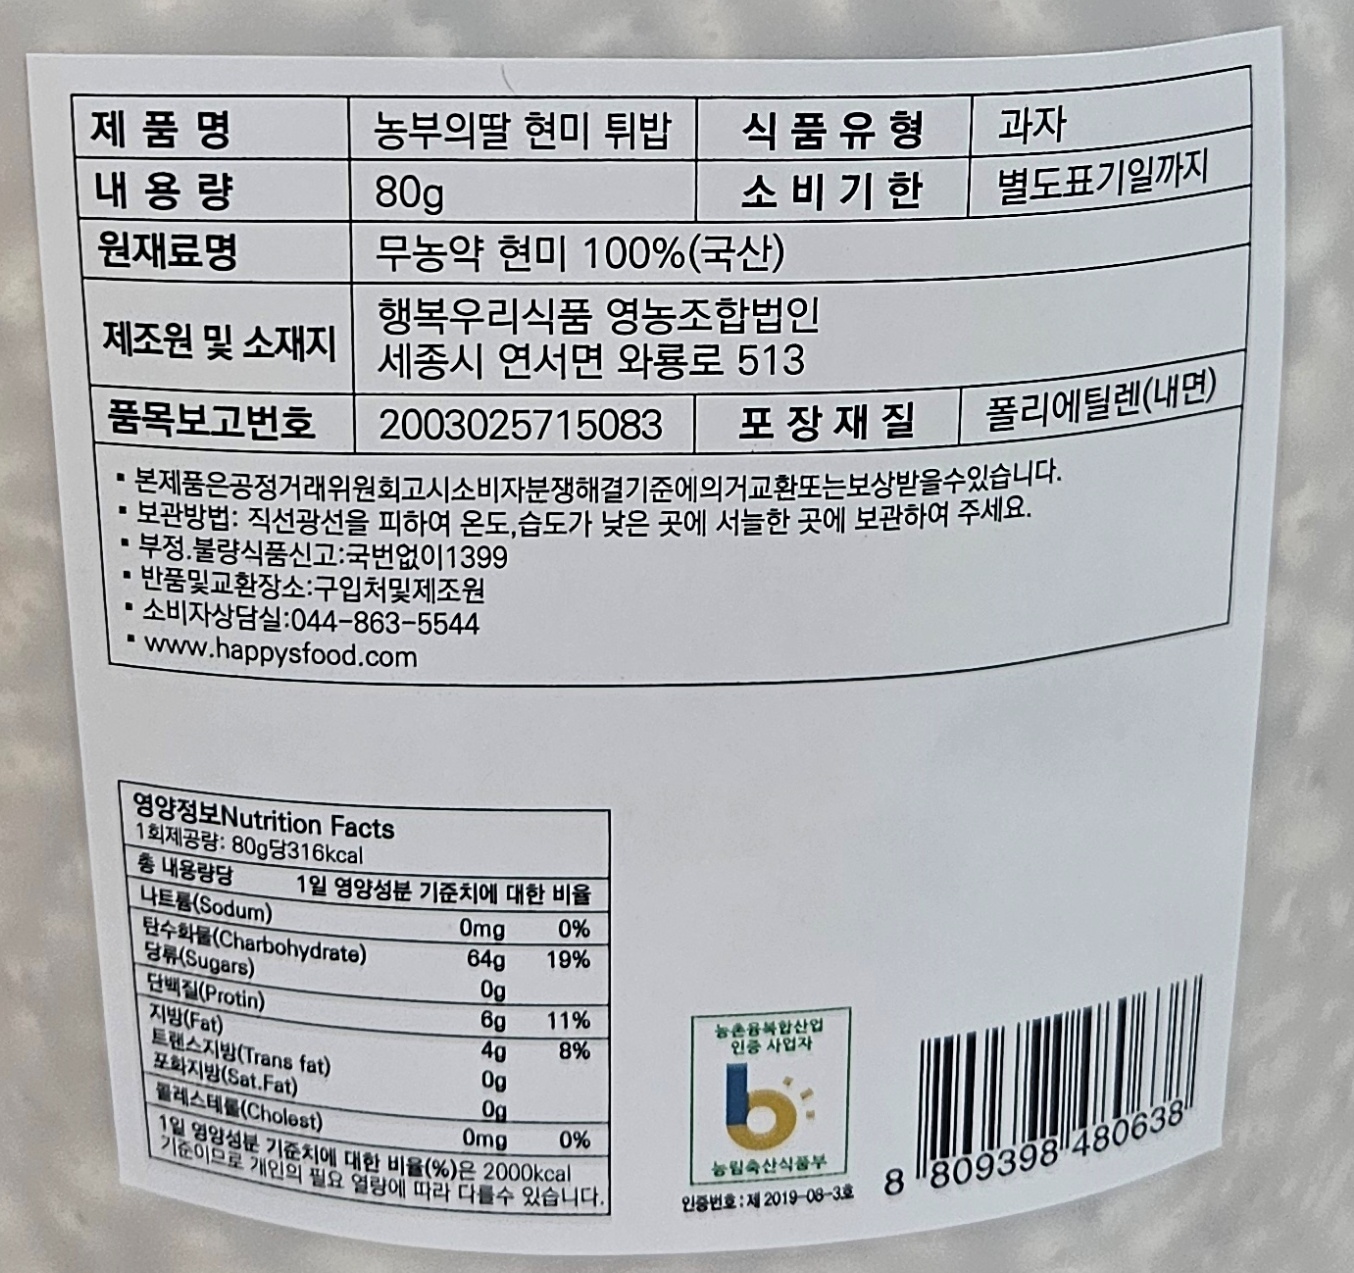 제 품 명 농부의딸 현미 튀밥 식 품 유 형 과자
내 용 량 80g 소 비 기 한 별도표기일까지
원재료명 무농약 현미 100%(국산)
제조원 및 소재지 행복우리식품 영농조합법인
세종시 연서면 와룡로 513
품목보고번호 2003025715083 포 장 재 질 폴리에틸렌(내면)
▪ 본제품은공정거래위원회고시소비자분쟁해결기준에의거교환또는보상받을수있습니다.
▪ 보관방법: 직선광선을 피하여 온도,습도가 낮은 곳에 서늘한 곳에 보관하여 주세요.
▪ 부정.불량식품신고:국번없이1399
▪ 반품및교환장소:구입처및제조원
▪ 소비자상담실:044-863-5544
▪ www.happysfood.com
영양정보Nutrition Facts
1회제공량: 80g당316kcal
총 내용량당 1일 영양성분 기준치에 대한 비율
나트륨(Sodum) 0mg 0%
탄수화물(Charbohydrate) 64g 19%
당류(Sugars) 0g
단백질(Protin) 6g 11%
지방(Fat) 4g 8%
트랜스지방(Trans fat) 0g
포화지방(Sat.Fat) 0g
콜레스테롤(Cholest) 0mg 0%
1일 영양성분 기준치에 대한 비율(%)은 2000kcal
기준이므로 개인의 필요 열량에 따라 다를수 있습니다.
농촌융복합산업
인증 사업자
농림축산식품부
인증번호:제 2019-08-3호
8 809398 480638